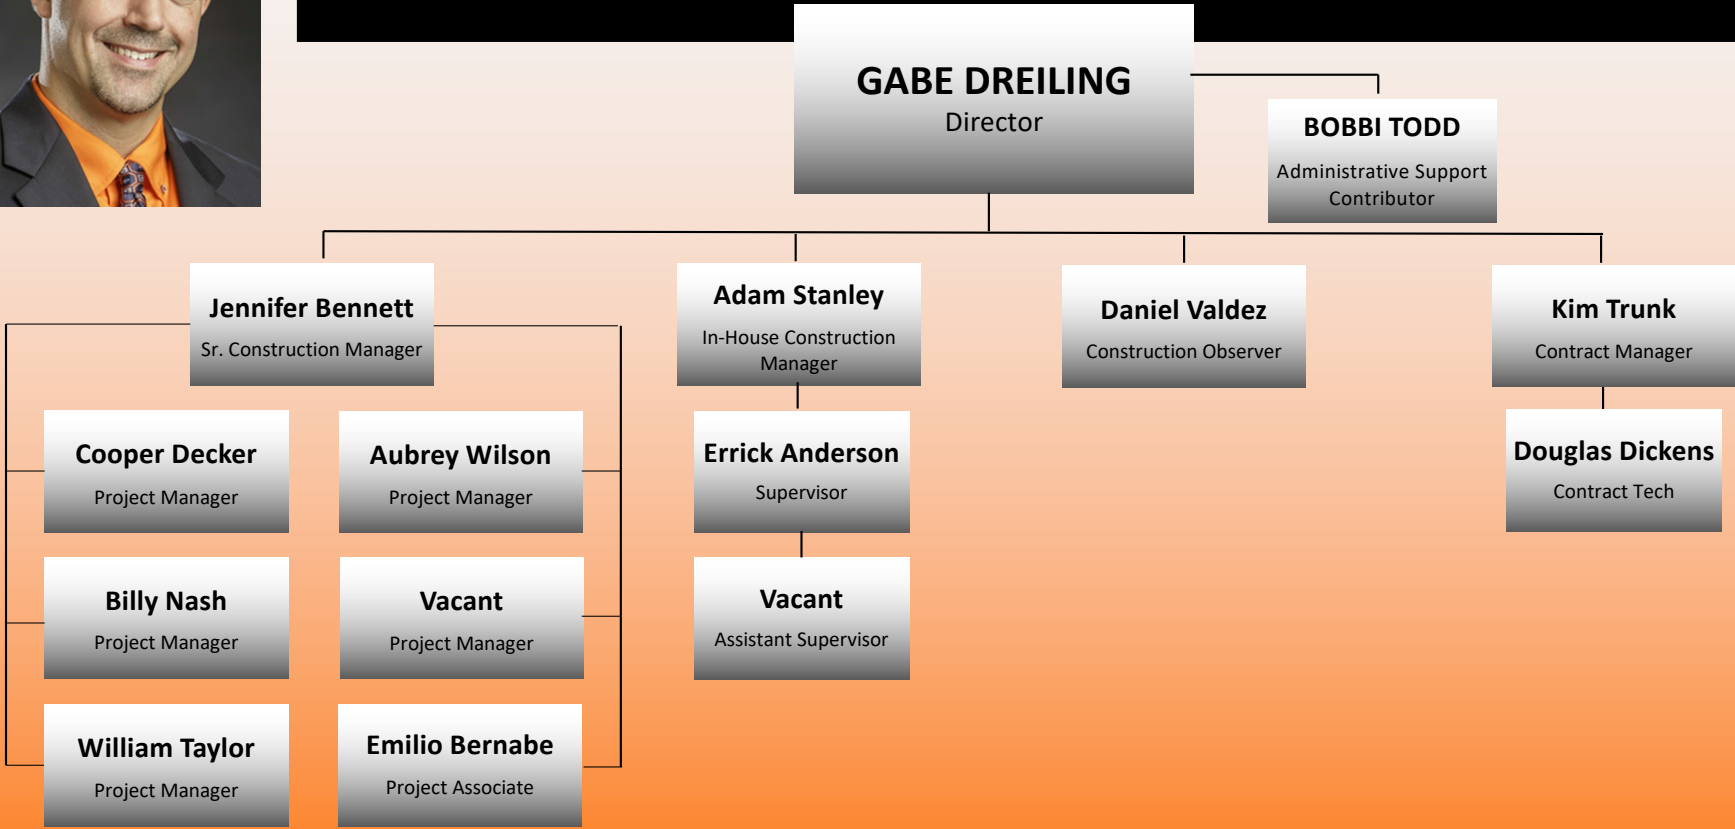 GABE DREILING
Director
BOBBI TODD
Administrative Support
Contributor
Jennifer Bennett
Sr. Construction Manager
Adam Stanley
In-House Construction
Manager
Daniel Valdez
Construction Observer
Kim Trunk
Contract Manager
Cooper Decker
Project Manager
Aubrey Wilson
Project Manager
Errick Anderson
Supervisor
Douglas Dickens
Contract Tech
Billy Nash
Project Manager
Vacant
Project Manager
Vacant
Assistant Supervisor
William Taylor
Project Manager
Emilio Bernabe
Project Associate